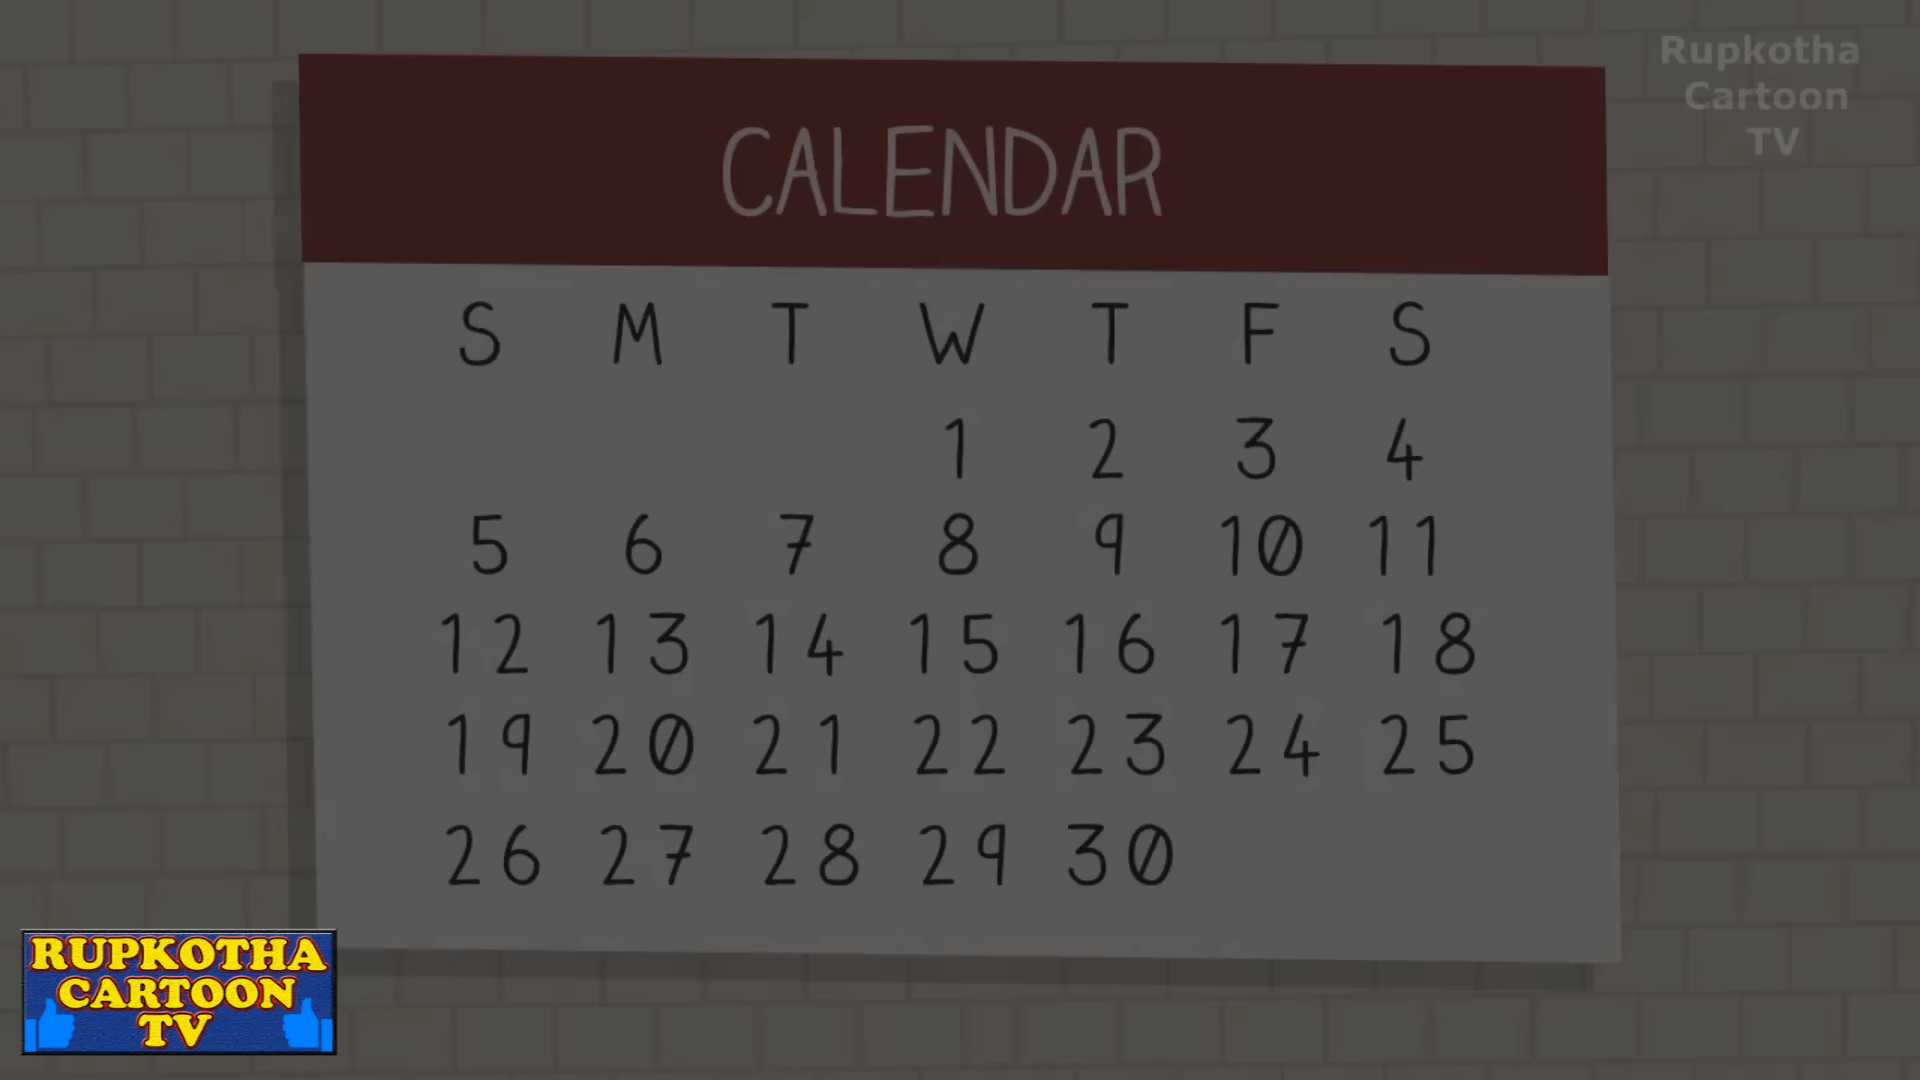 Rupkotha
Cartoon
TV
CALENDAR
S M T W T F S
1 2 3 4
5 6 7 8 9 10 11
12 13 14 15 16 17 18
19 20 21 22 23 24 25
26 27 28 29 30
RUPKOTHA
CARTOON
TV